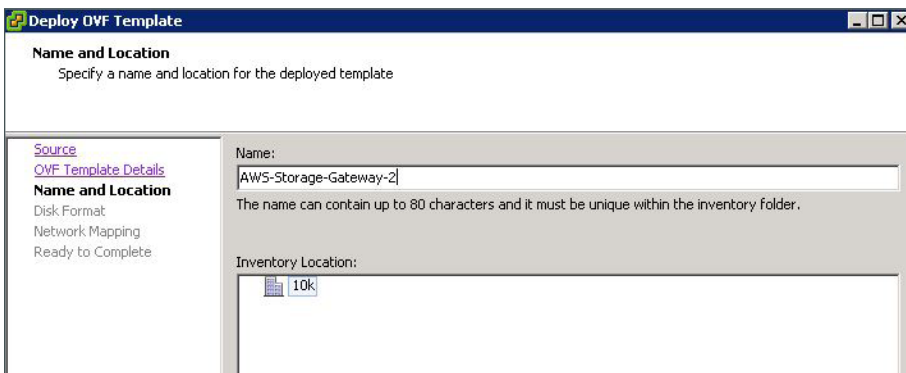 Deploy OVF Template
Name and Location
Specify a name and location for the deployed template
Source
OVF Template Details
Name and Location
Disk Format
Network Mapping
Ready to Complete
Name:
AWS-Storage-Gateway-2
The name can contain up to 80 characters and it must be unique within the inventory folder.
Inventory Location:
10k